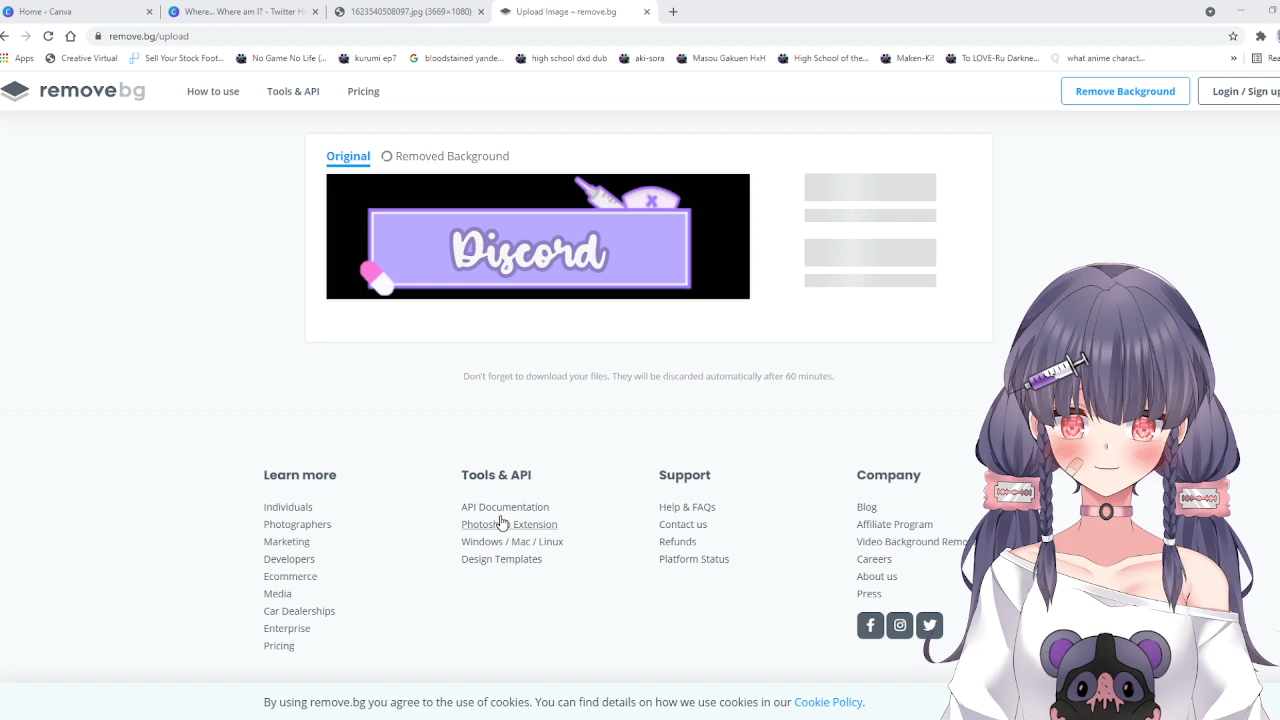 Home - Canva
Where... Where am I? - Twitter H
1623540508097.jpg (3669×1080)
Upload Image – remove.bg
remove.bg/upload
Apps
Creative Virtual
Sell Your Stock Foot...
No Game No Life (...
kurumi ep7
bloodstained yande...
high school dxd dub
aki-sora
Masou Gakuen HxH
High School of the...
Maken-Ki!
To LOVE-Ru Darkne...
what anime charact...
»
removebg
How to use
Tools & API
Pricing
Remove Background
Login / Sign up
Original
Removed Background
X
Discord
Don't forget to download your files. They will be discarded automatically after 60 minutes.
Learn more
Individuals
Photographers
Marketing
Developers
Ecommerce
Media
Car Dealerships
Enterprise
Pricing
Tools & API
API Documentation
Photoshop Extension
Windows / Mac / Linux
Design Templates
Support
Help & FAQs
Contact us
Refunds
Platform Status
Company
Blog
Affiliate Program
Video Background Remo
Careers
About us
Press
By using remove.bg you agree to the use of cookies. You can find details on how we use cookies in our Cookie Policy.